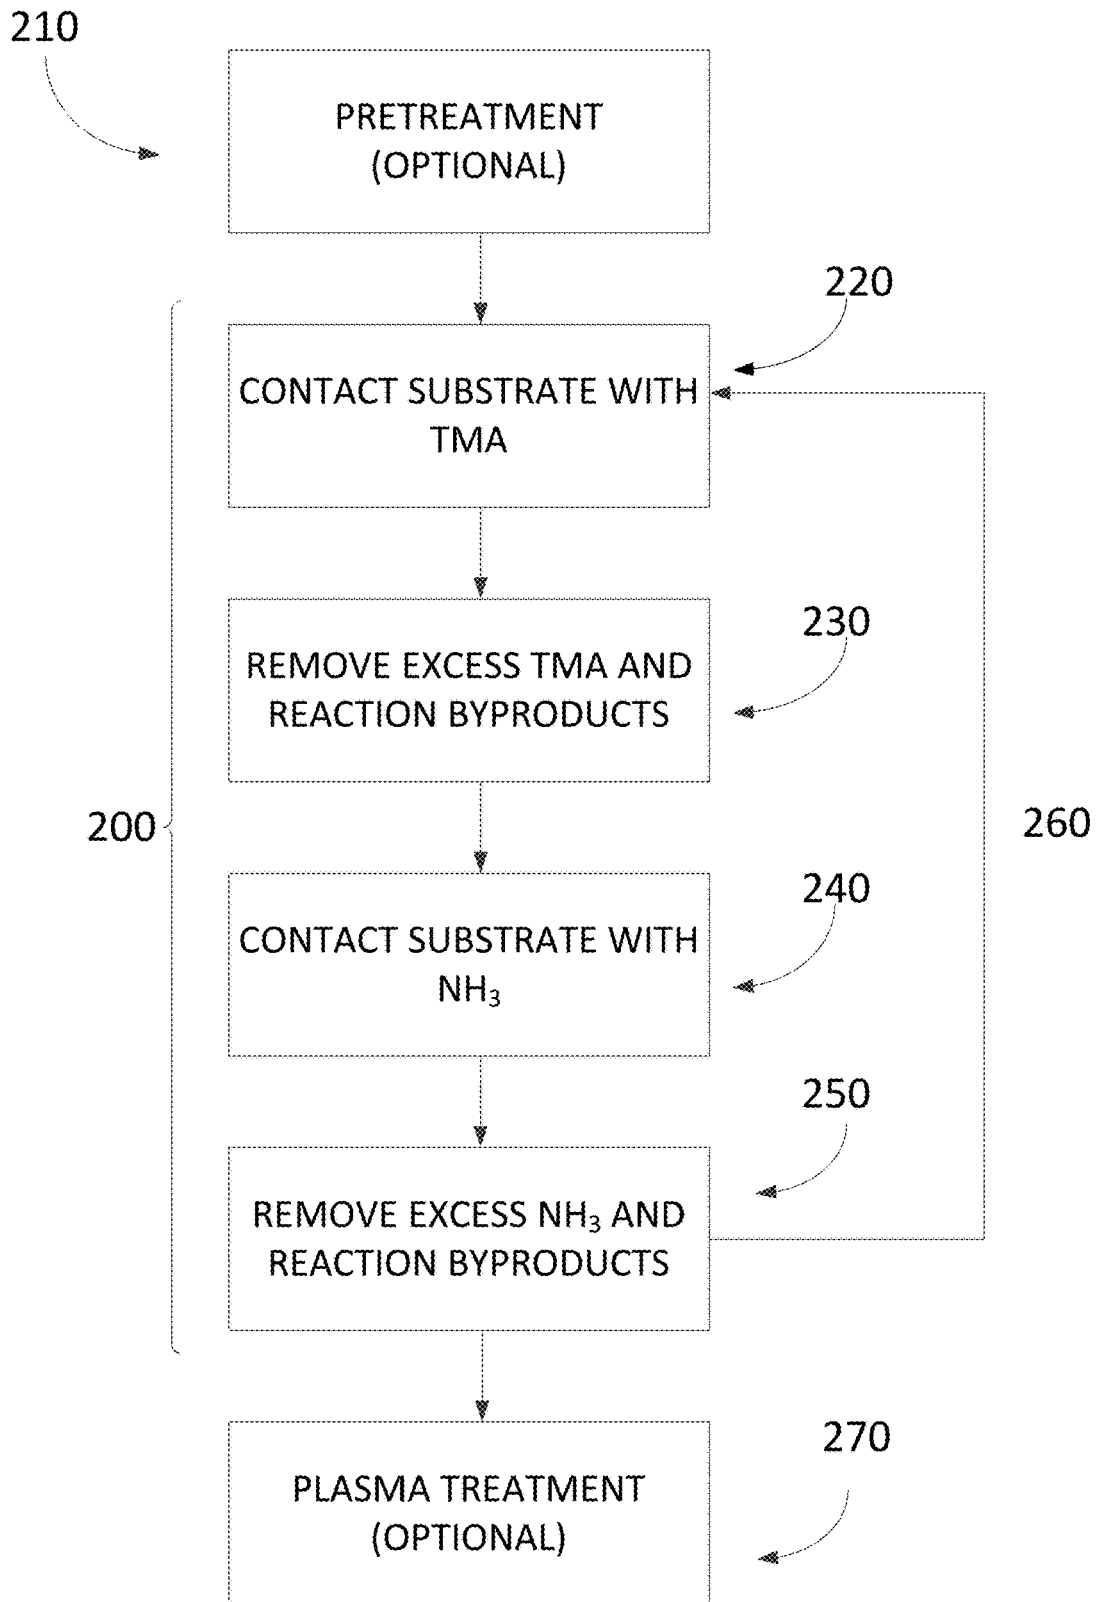 210
PRETREATMENT
(OPTIONAL)
220
CONTACT SUBSTRATE WITH
TMA
230
REMOVE EXCESS TMA AND
REACTION BYPRODUCTS
200
260
240
CONTACT SUBSTRATE WITH
NH₃
250
REMOVE EXCESS NH₃ AND
REACTION BYPRODUCTS
270
PLASMA TREATMENT
(OPTIONAL)